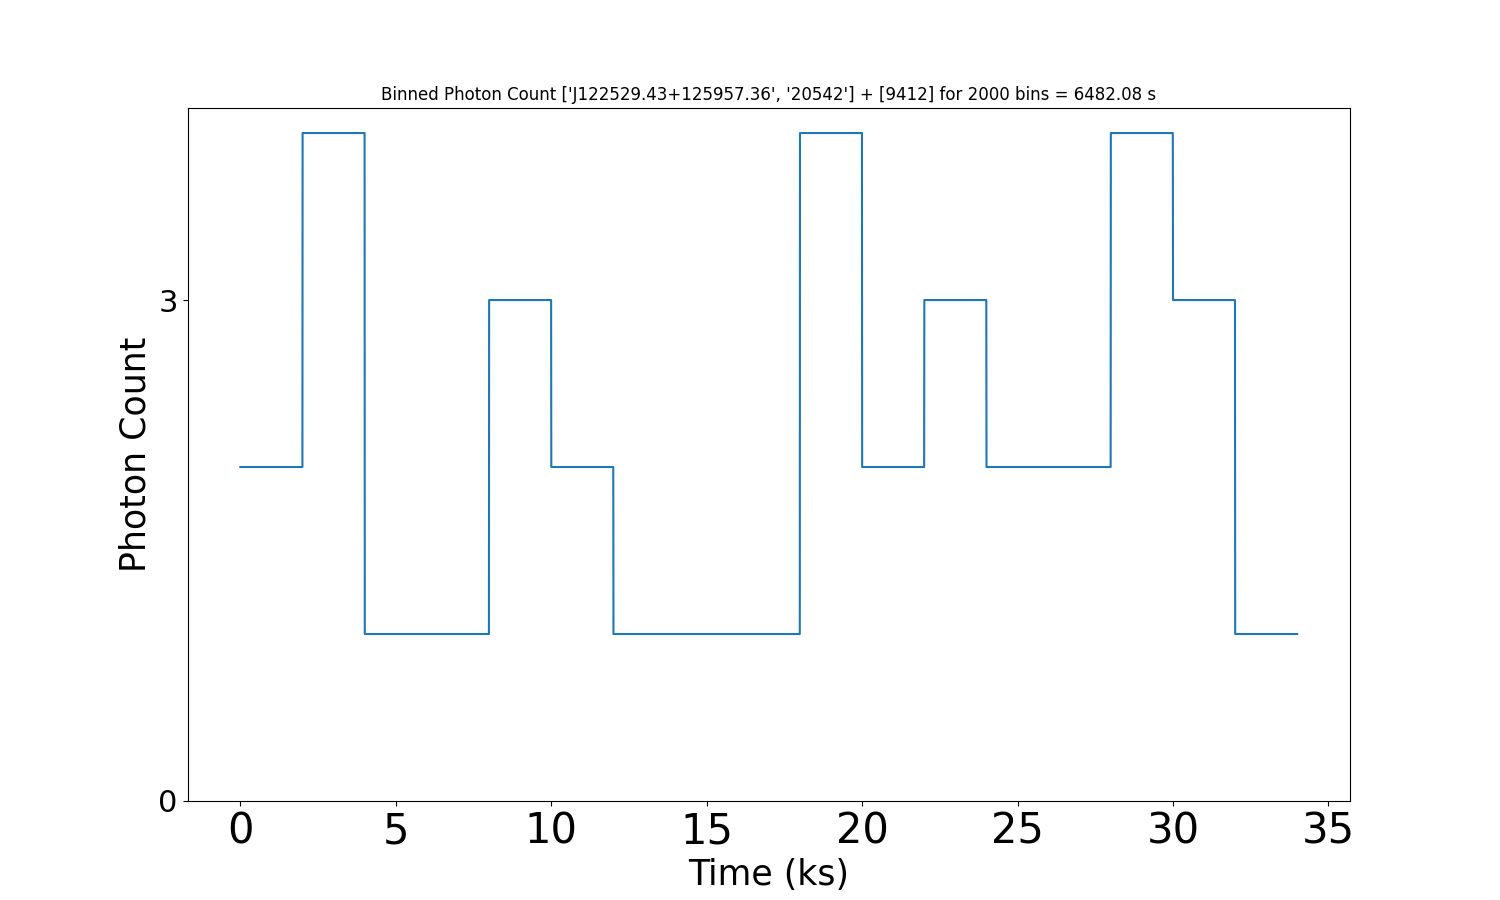 Binned Photon Count ['J122529.43+125957.36', '20542'] + [9412] for 2000 bins = 6482.08 s
3
Photon Count
0
0 5 10 15 20 25 30 35
Time (ks)